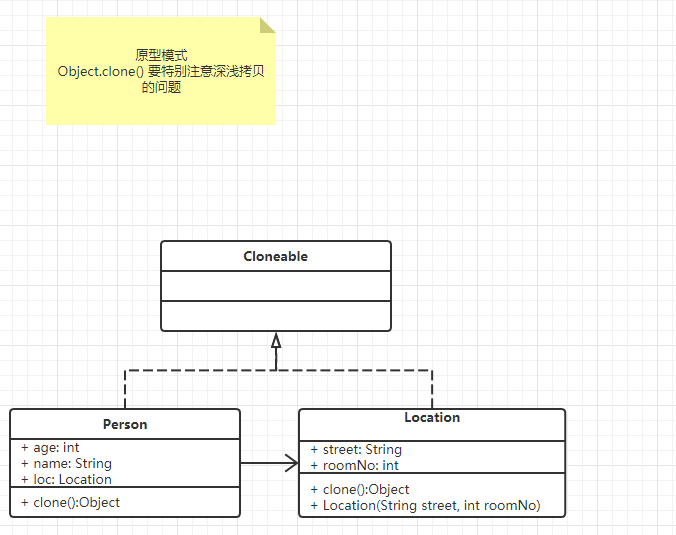 原型模式
Object.clone() 要特别注意深浅拷贝
的问题
Cloneable
Person
+ age: int
+ name: String
+ loc: Location
+ clone():Object
Location
+ street: String
+ roomNo: int
+ clone():Object
+ Location(String street, int roomNo)